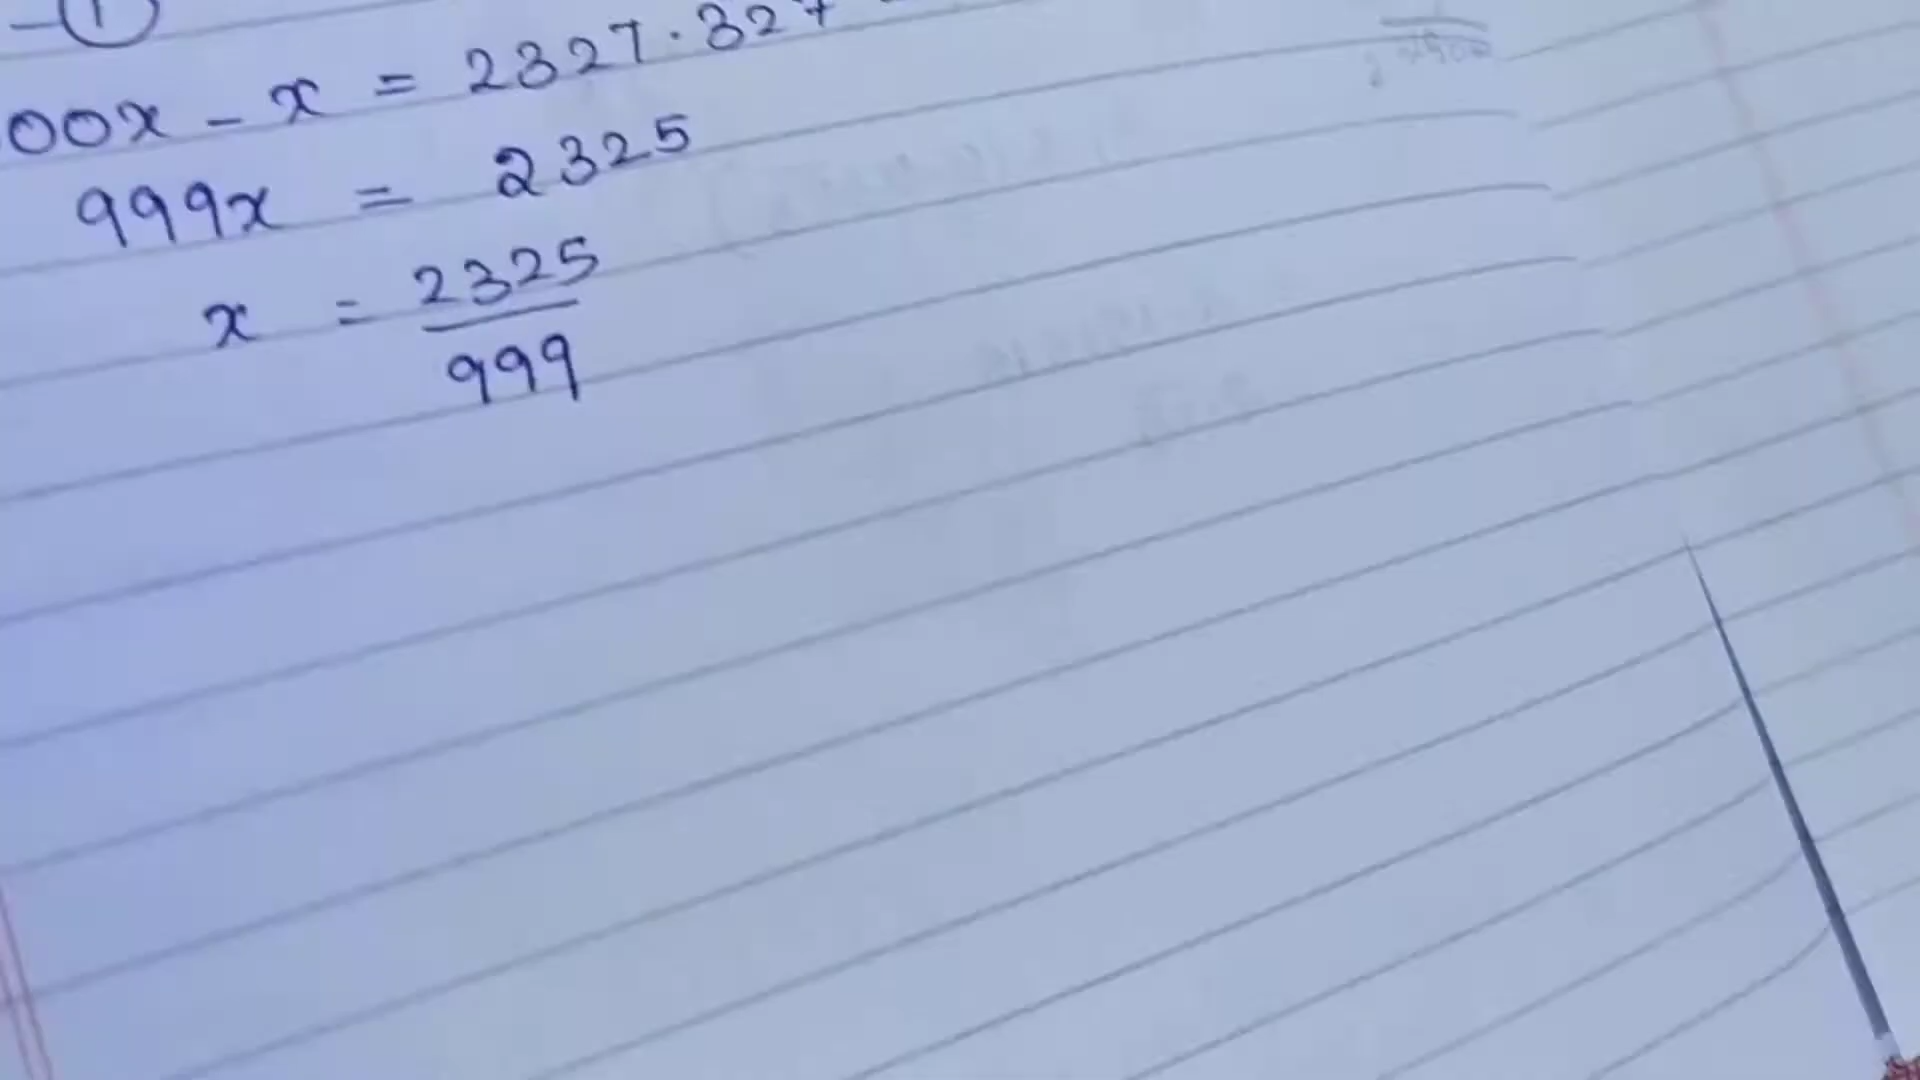 — ①
00x - x = 2327.327
999x = 2325
x = 2325
999